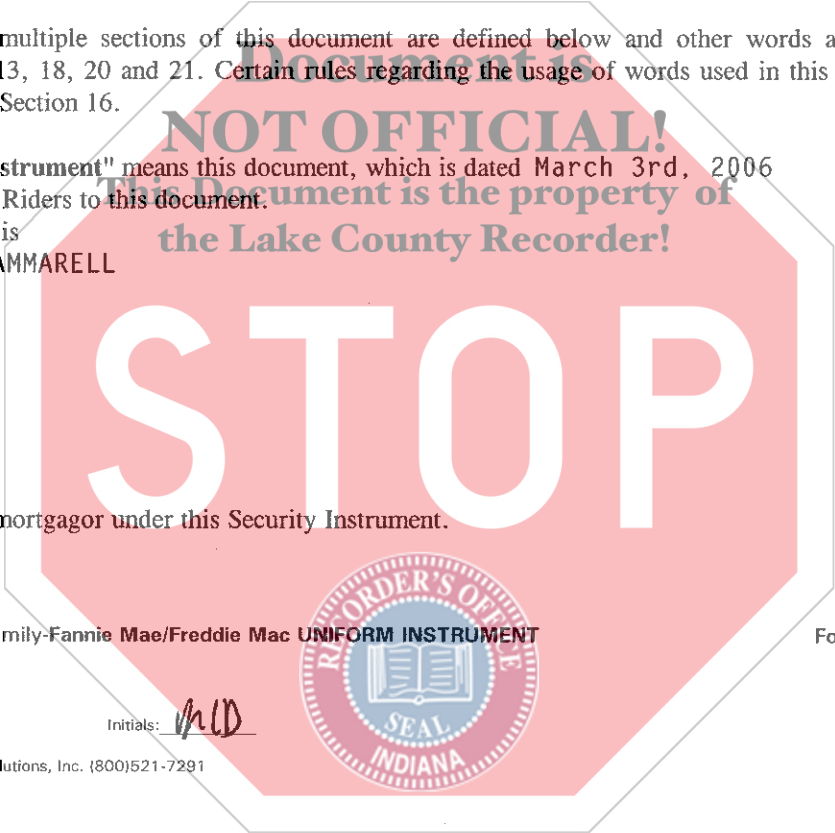 multiple sections of this document are defined below and other words a
13, 18, 20 and 21. Certain rules regarding the usage of words used in this
Section 16.
Document is
NOT OFFICIAL!
This Document is the property of
the Lake County Recorder!
strument" means this document, which is dated March 3rd, 2006
Riders to this document.
is
AMMARELL
STOP
mortgagor under this Security Instrument.
RECORDER'S OFFICE
SEAL
INDIANA
mily-Fannie Mae/Freddie Mac UNIFORM INSTRUMENT Fo
Initials:
lutions, Inc. (800)521-7291